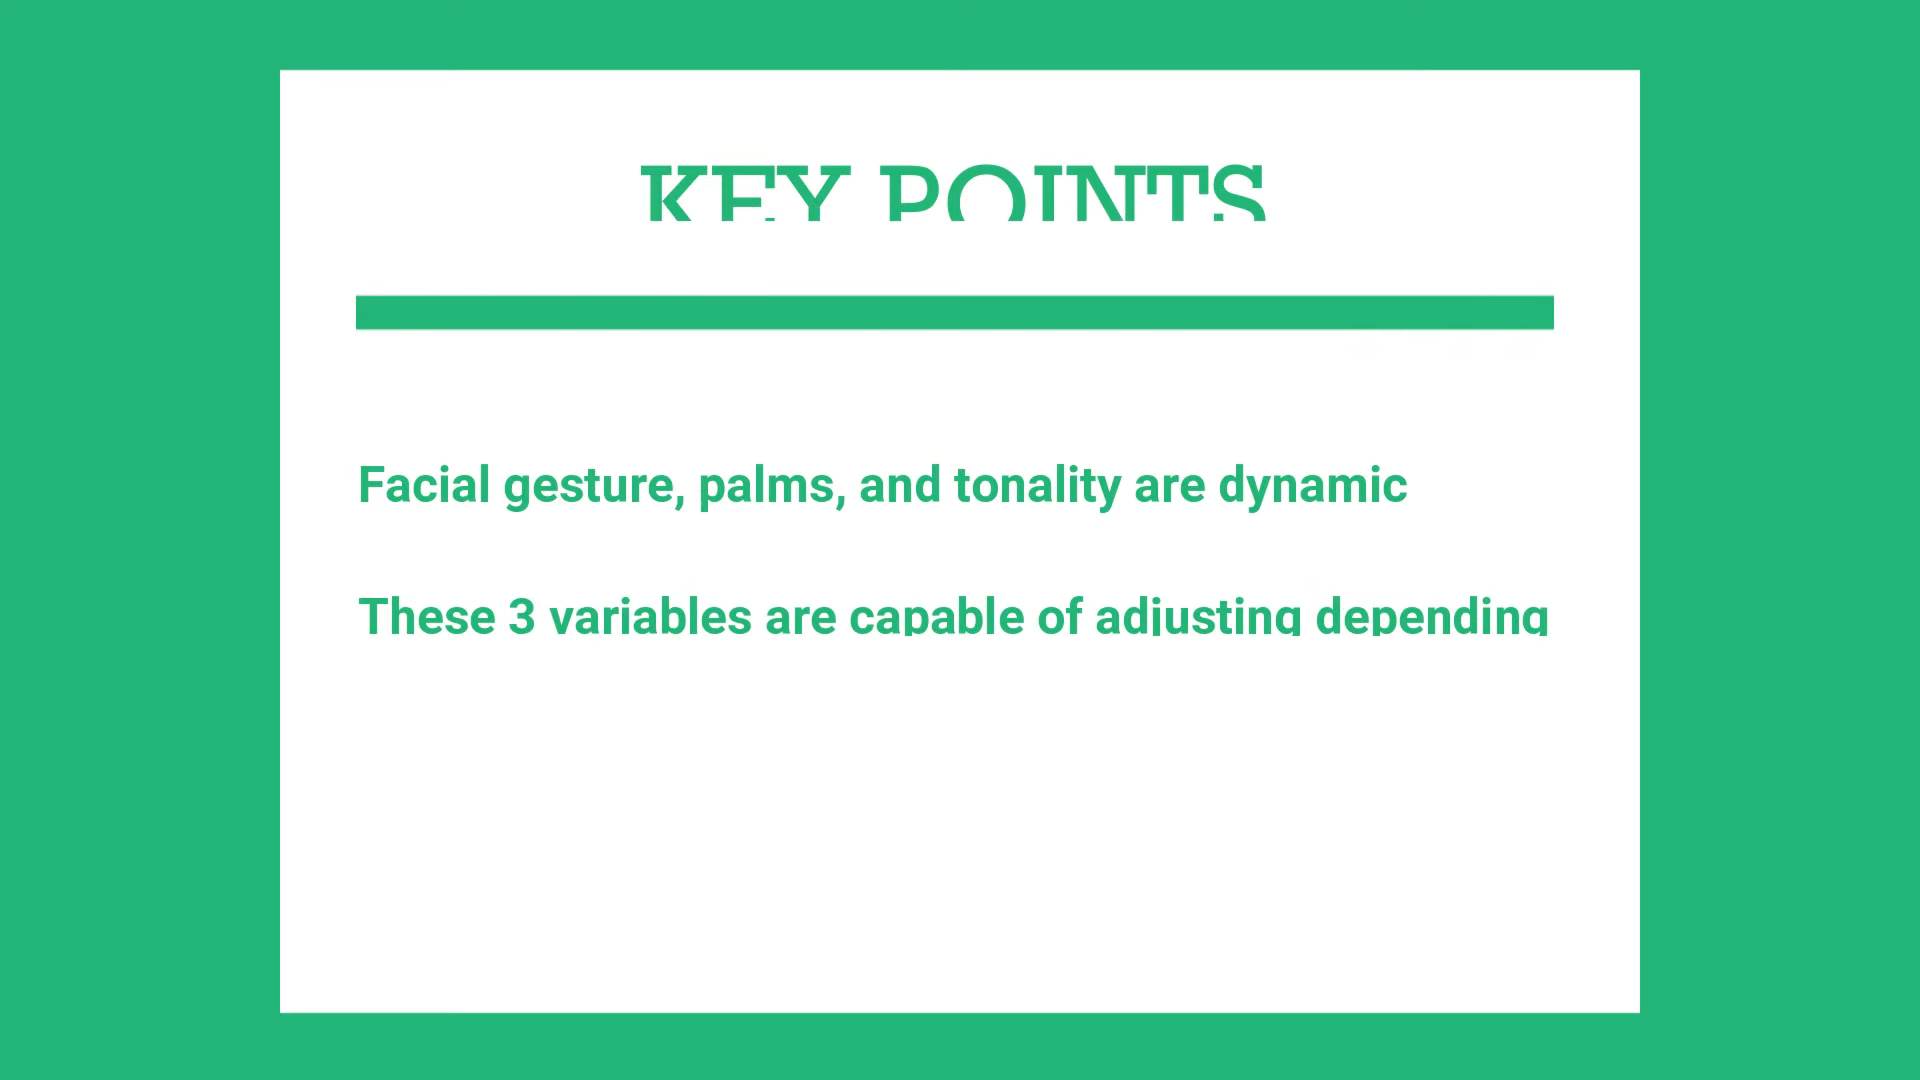 KEY POINTS
Facial gesture, palms, and tonality are dynamic
These 3 variables are capable of adjusting depending